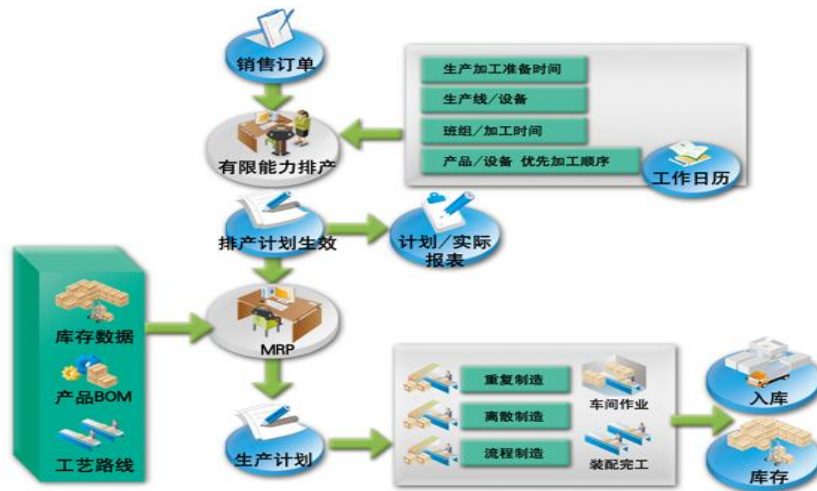 销售订单
生产加工准备时间
生产线/设备
班组/加工时间
产品/设备 优先加工顺序
工作日历
有限能力排产
排产计划生效
计划/实际
报表
库存数据
产品BOM
工艺路线
MRP
生产计划
重复制造
离散制造
流程制造
车间作业
装配完工
入库
库存